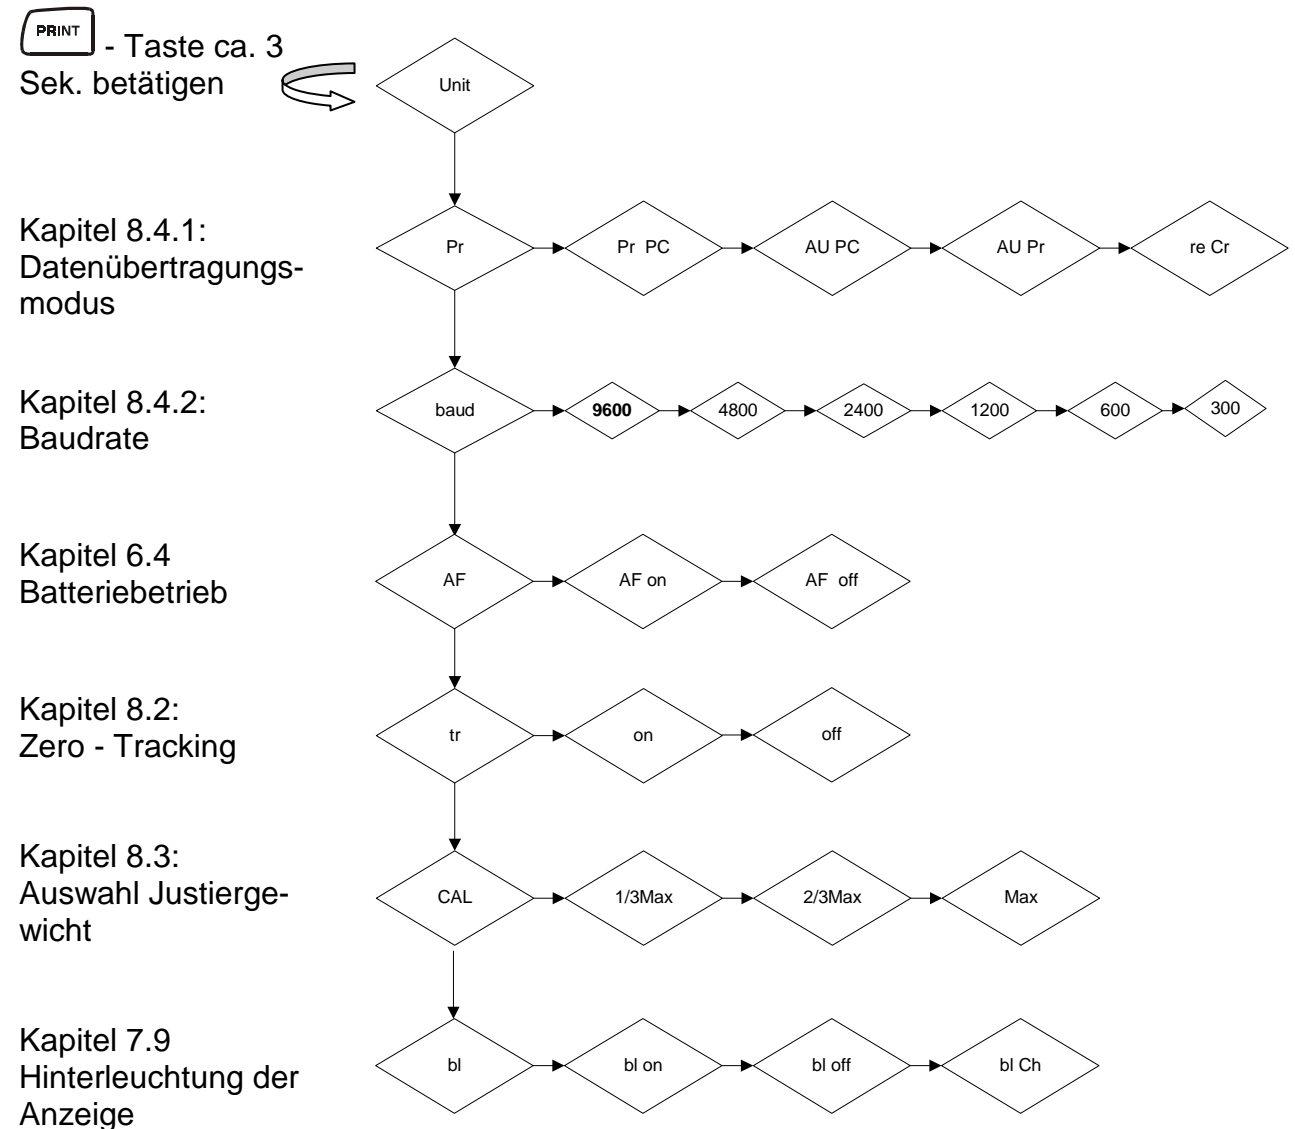 PRINT - Taste ca. 3
Sek. betätigen
Unit
Kapitel 8.4.1:
Datenübertragungs-
modus
Pr Pr PC AU PC AU Pr re Cr
Kapitel 8.4.2:
Baudrate
baud 9600 4800 2400 1200 600 300
Kapitel 6.4
Batteriebetrieb
AF AF on AF off
Kapitel 8.2:
Zero - Tracking
tr on off
Kapitel 8.3:
Auswahl Justierge-
wicht
CAL 1/3Max 2/3Max Max
Kapitel 7.9
Hinterleuchtung der
Anzeige
bl bl on bl off bl Ch